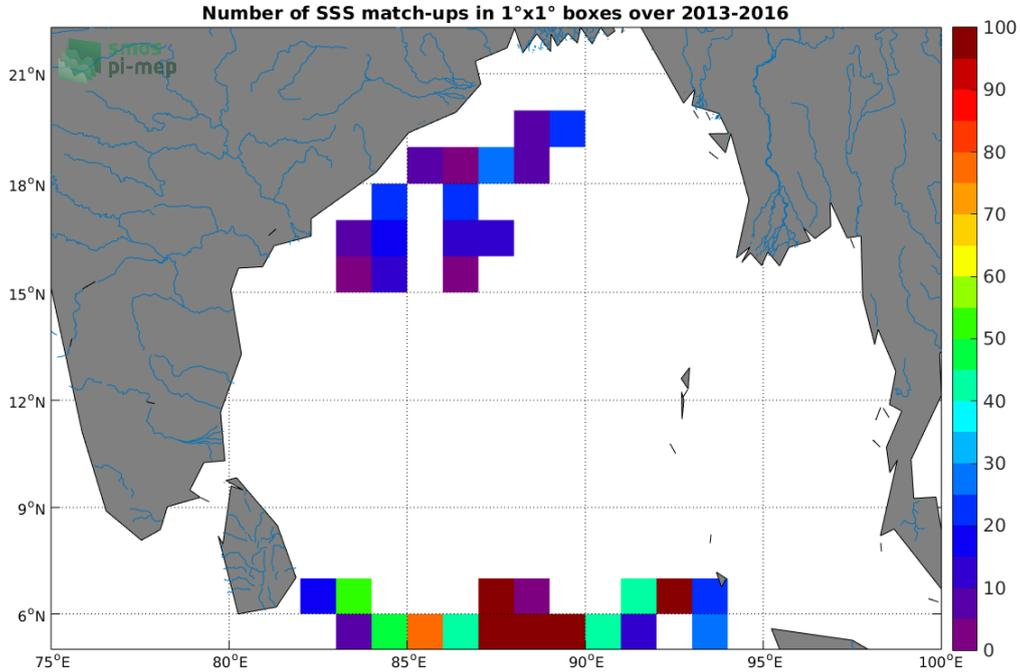 Number of SSS match-ups in 1°x1° boxes over 2013-2016
smos
pi-mep
21°N
18°N
15°N
12°N
9°N
6°N
75°E
80°E
85°E
90°E
95°E
100°E
100
90
80
70
60
50
40
30
20
10
0